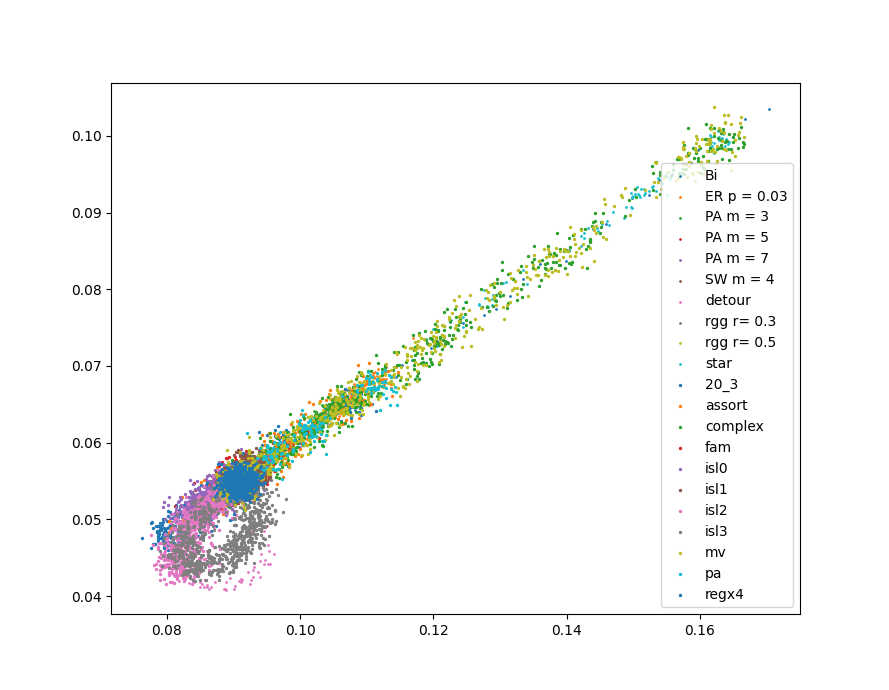 0.10
0.09
0.08
0.07
0.06
0.05
0.04
0.08
0.10
0.12
0.14
0.16
Bi
ER p = 0.03
PA m = 3
PA m = 5
PA m = 7
SW m = 4
detour
rgg r= 0.3
rgg r= 0.5
star
20_3
assort
complex
fam
isl0
isl1
isl2
isl3
mv
pa
regx4